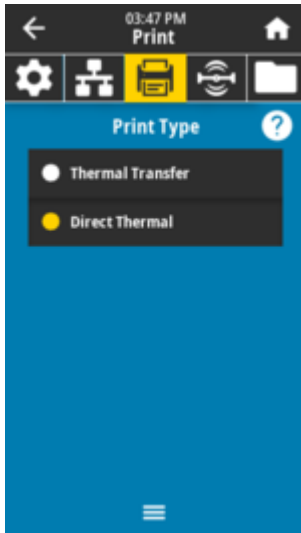 03:47 PM
Print
Print Type
?
Thermal Transfer
Direct Thermal